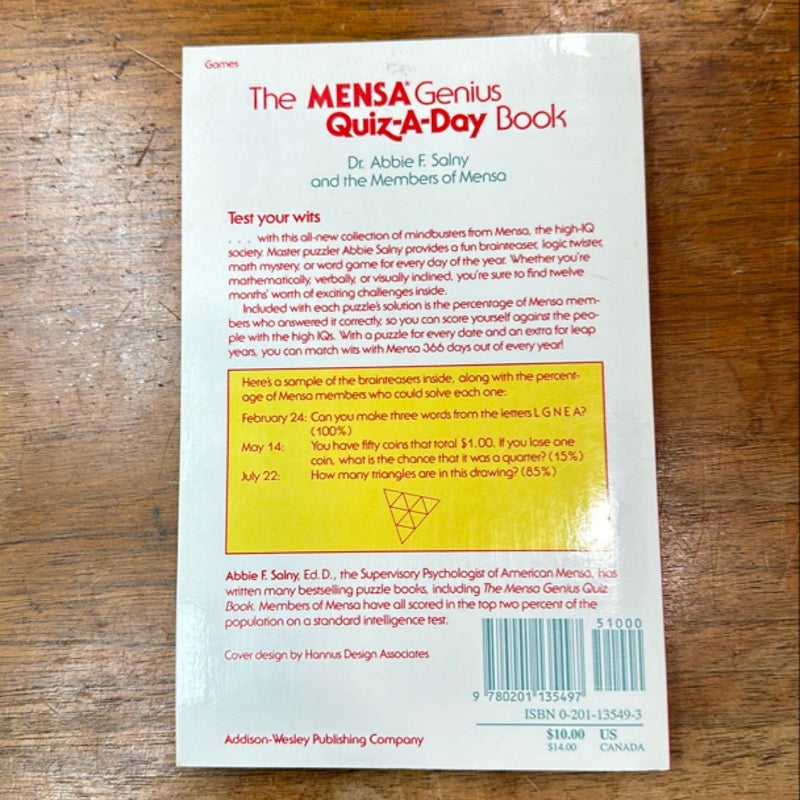 Games
The MENSA® Genius
Quiz-A-Day Book
Dr. Abbie F. Salny
and the Members of Mensa
Test your wits
. . . with this all-new collection of mindbusters from Mensa, the high-IQ
society. Master puzzler Abbie Salny provides a fun brainteaser, logic twister,
math mystery, or word game for every day of the year. Whether you're
mathematically, verbally, or visually inclined, you're sure to find twelve
months' worth of exciting challenges inside.
Included with each puzzle's solution is the percentage of Mensa mem-
bers who answered it correctly, so you can score yourself against the peo-
ple with the high IQs. With a puzzle for every date and an extra for leap
years, you can match wits with Mensa 366 days out of every year!
Here's a sample of the brainteasers inside, along with the percent-
age of Mensa members who could solve each one:
February 24: Can you make three words from the letters L G N E A?
(100%)
May 14: You have fifty coins that total $1.00. If you lose one
coin, what is the chance that it was a quarter? (15%)
July 22: How many triangles are in this drawing? (85%)
Abbie F. Salny, Ed. D., the Supervisory Psychologist of American Mensa, has
written many bestselling puzzle books, including The Mensa Genius Quiz
Book. Members of Mensa have all scored in the top two percent of the
population on a standard intelligence test.
Cover design by Hannus Design Associates
51000
9 780201 135497
ISBN 0-201-13549-3
$10.00 US
$14.00 CANADA
Addison-Wesley Publishing Company